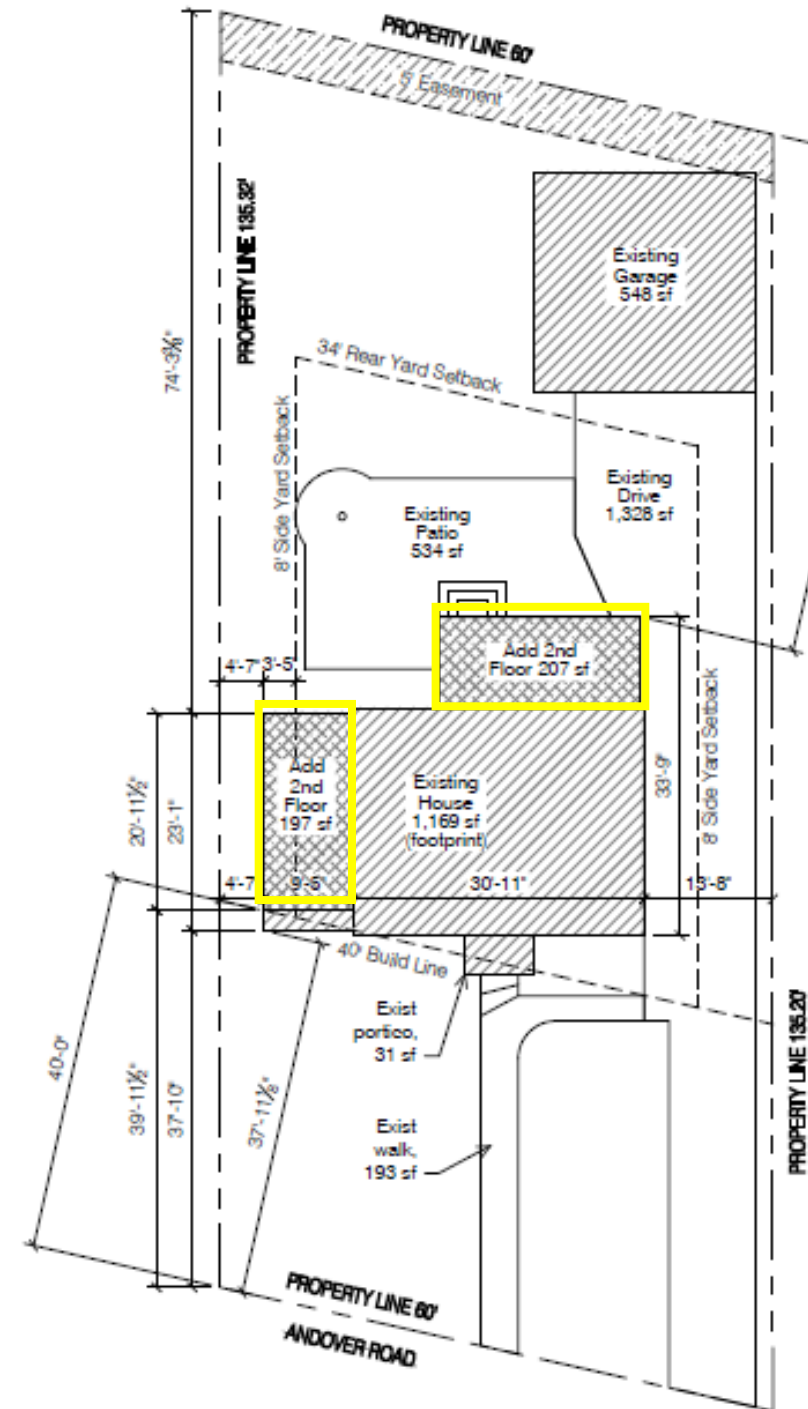 PROPERTY LINE 60'
5' Easement
PROPERTY LINE 135.32'
Existing
Garage
548 sf
74'-3⅜"
34' Rear Yard Setback
8' Side Yard Setback
Existing
Drive
1,328 sf
Existing
Patio
534 sf
Add 2nd
Floor 207 sf
4'-7"
3'-5"
8' Side Yard Setback
33'-9"
Add
2nd
Floor
197 sf
Existing
House
1,169 sf
(footprint)
20'-11½"
23'-1"
4'-7"
30'-11"
13'-8"
40' Build Line
Exist
portico,
31 sf
40'-0"
39'-11½"
37'-10"
37'-11⅛"
Exist
walk,
193 sf
PROPERTY LINE 135.20'
PROPERTY LINE 60'
ANDOVER ROAD